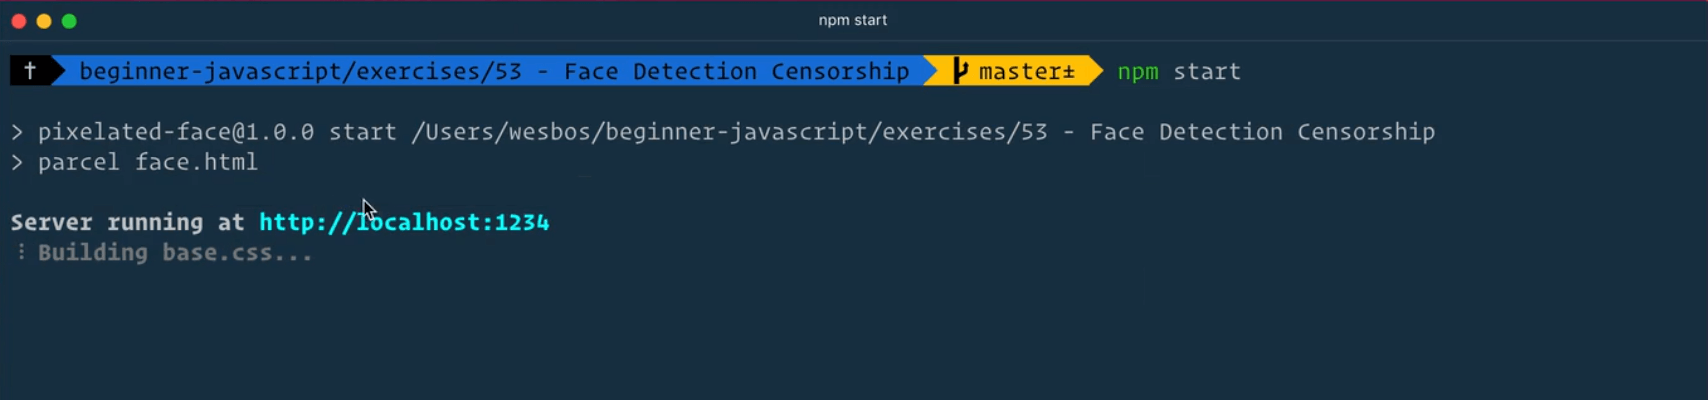 npm start
† beginner-javascript/exercises/53 - Face Detection Censorship master± npm start
> pixelated-face@1.0.0 start /Users/wesbos/beginner-javascript/exercises/53 - Face Detection Censorship
> parcel face.html
Server running at http://localhost:1234
⋮ Building base.css...